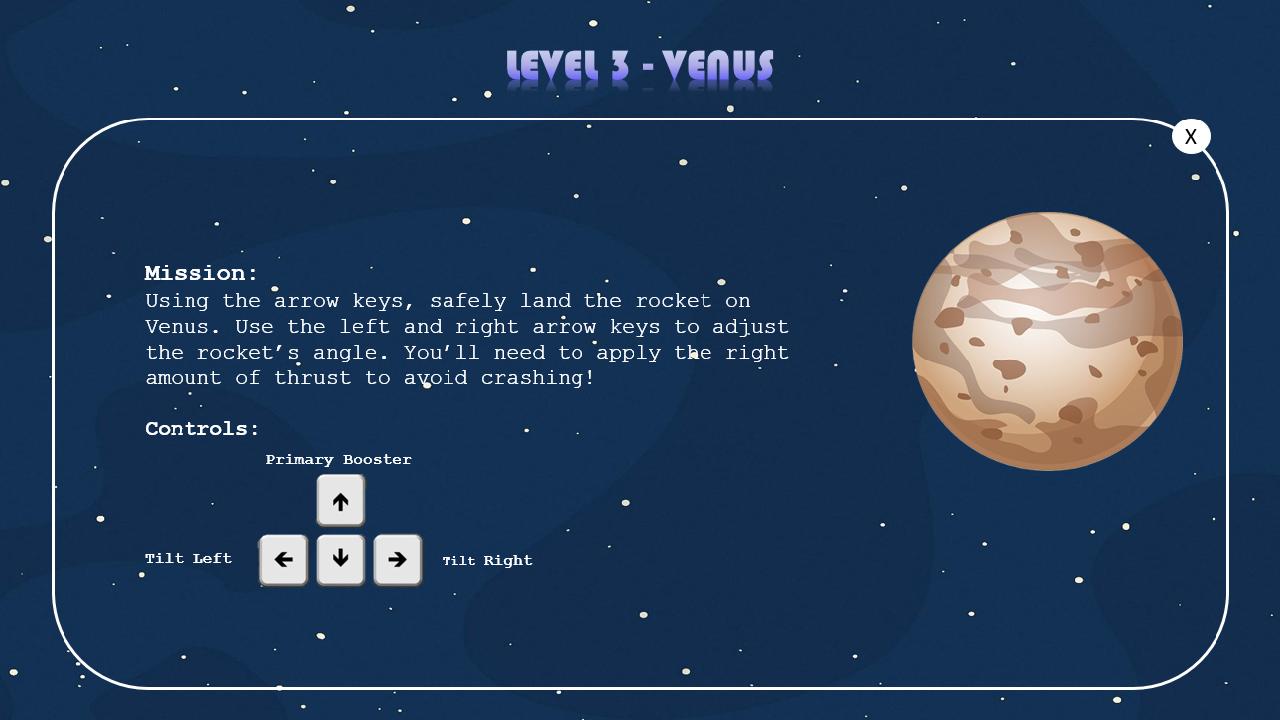 LEVEL 3 - VENUS
X
Mission:
Using the arrow keys, safely land the rocket on
Venus. Use the left and right arrow keys to adjust
the rocket’s angle. You’ll need to apply the right
amount of thrust to avoid crashing!
Controls:
Primary Booster
Tilt Left
Tilt Right